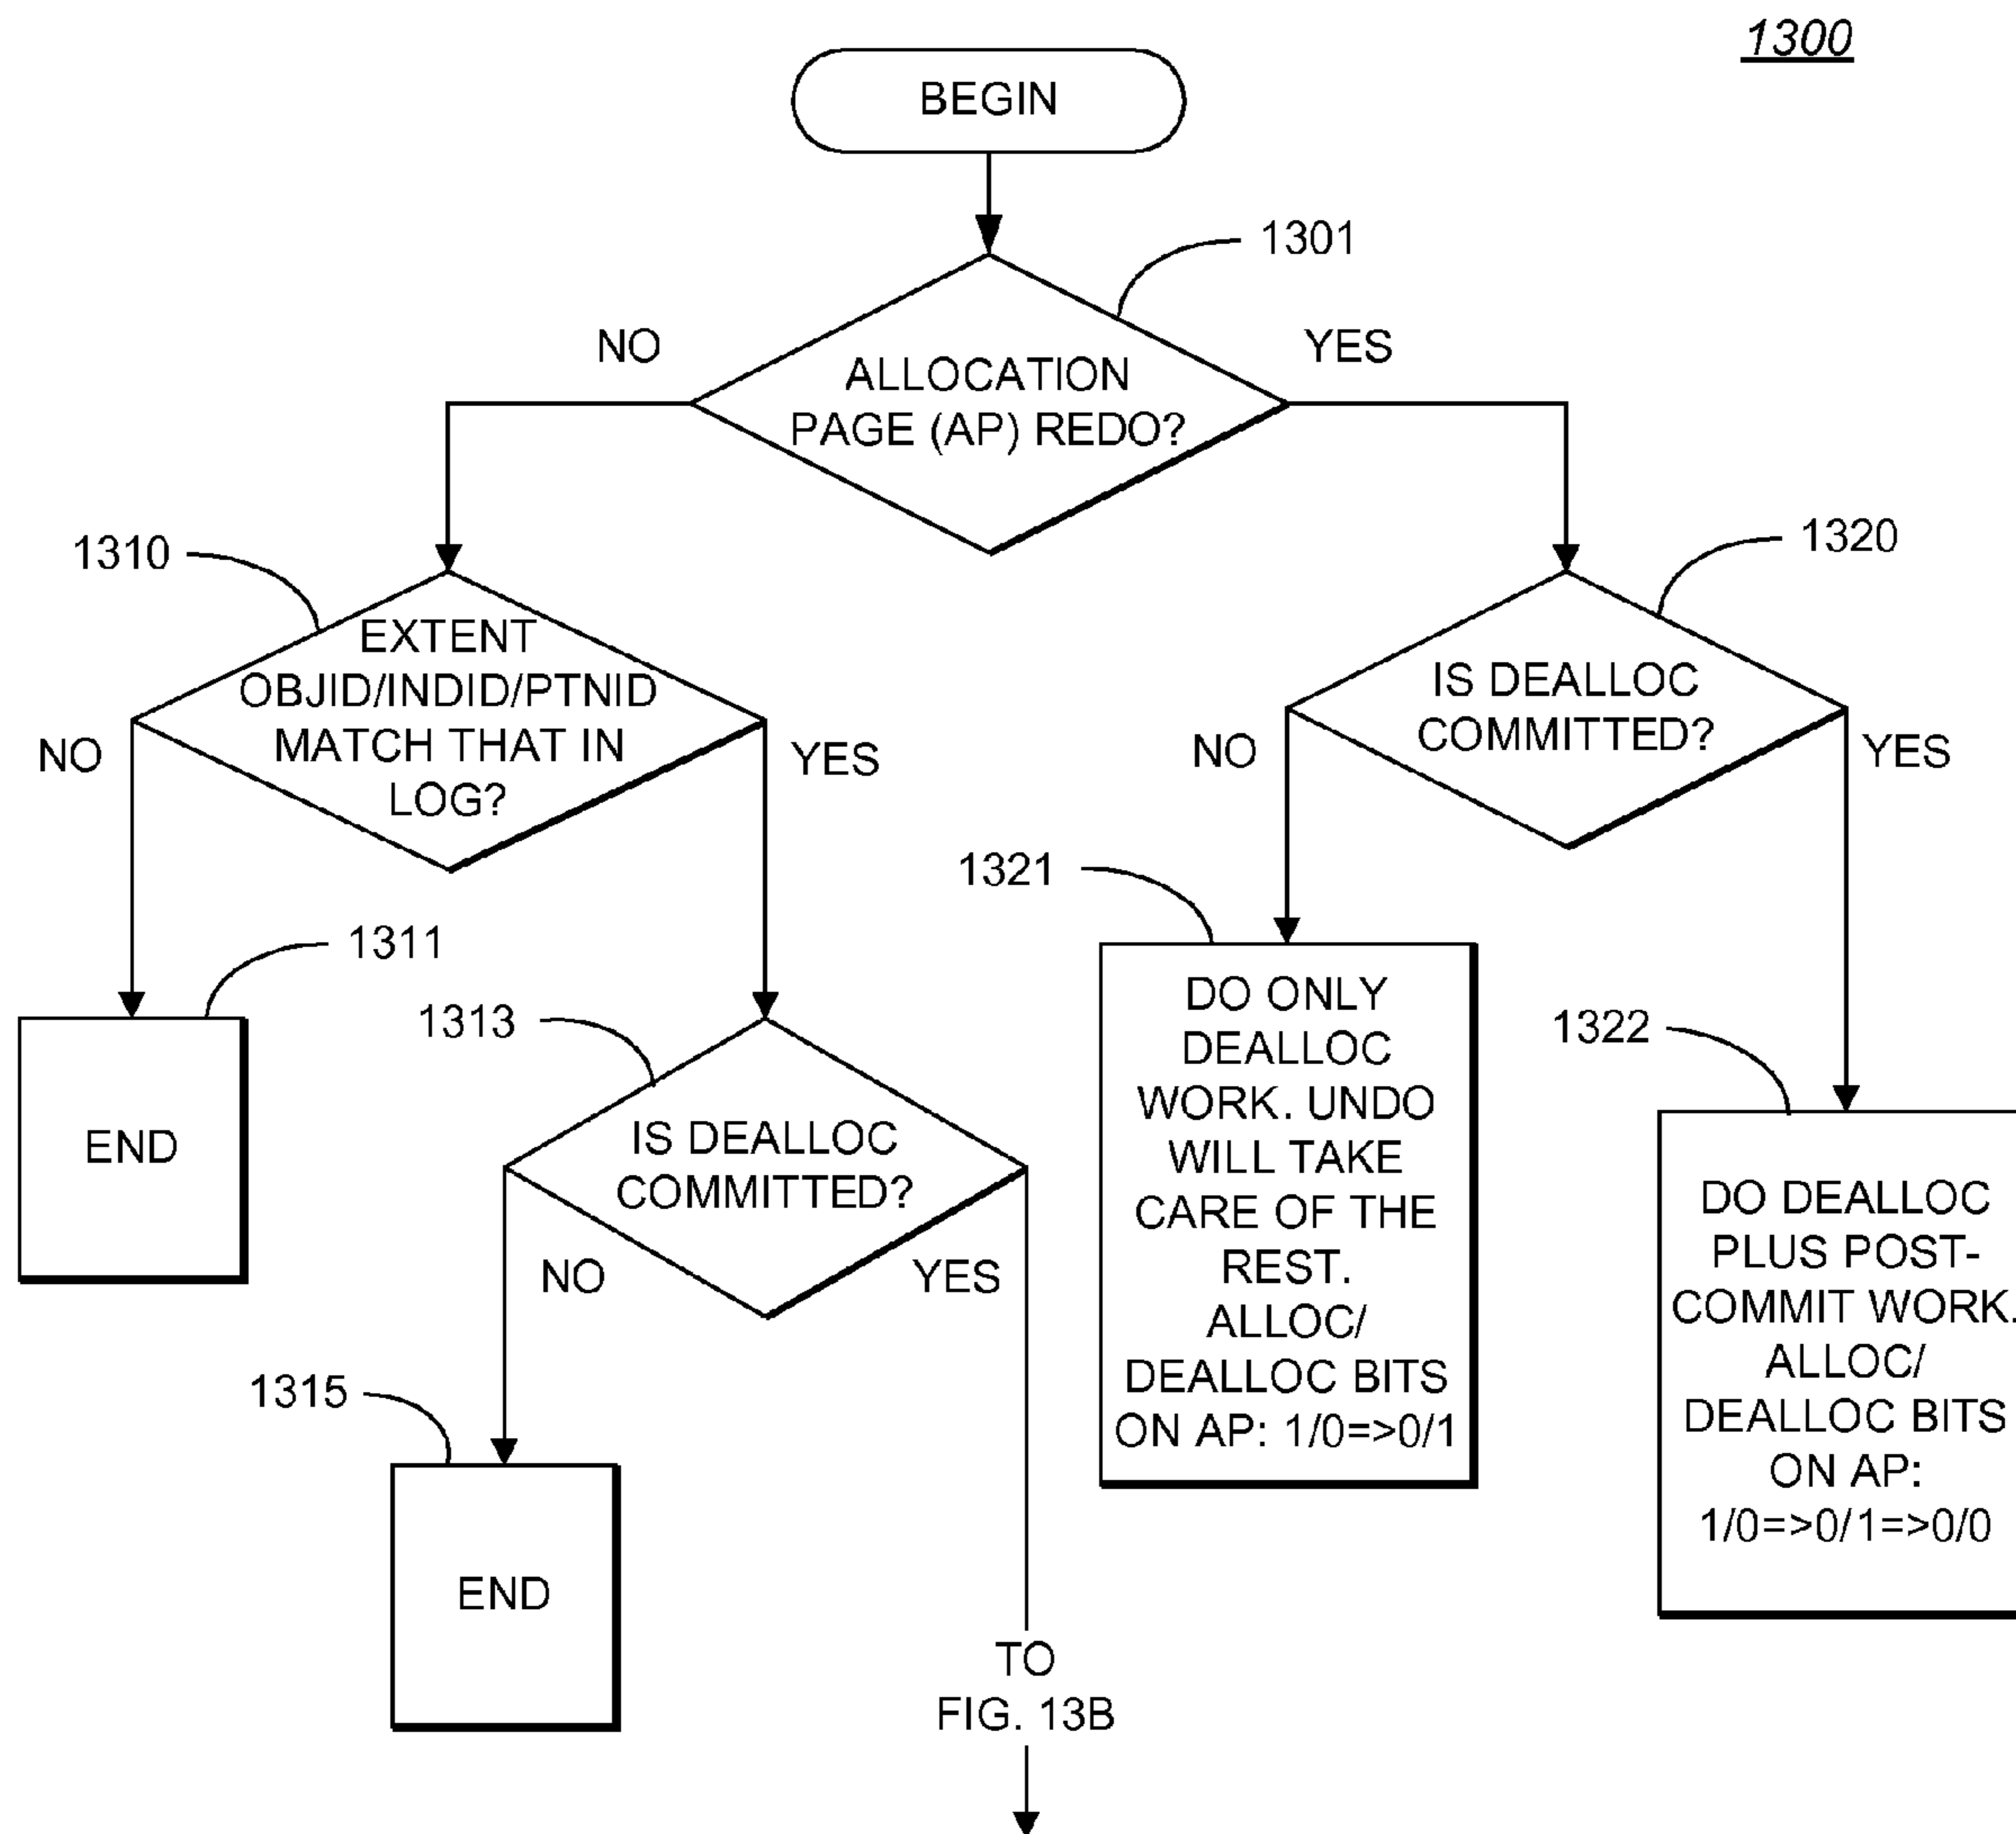 1300
BEGIN
1301
NO
YES
ALLOCATION
PAGE (AP) REDO?
1310
1320
EXTENT
OBJID/INDID/PTNID
MATCH THAT IN
LOG?
NO
YES
IS DEALLOC
COMMITTED?
NO
YES
1321
1311
1313
1322
END
IS DEALLOC
COMMITTED?
NO
YES
DO ONLY
DEALLOC
WORK. UNDO
WILL TAKE
CARE OF THE
REST.
ALLOC/
DEALLOC BITS
ON AP: 1/0=>0/1
DO DEALLOC
PLUS POST-
COMMIT WORK.
ALLOC/
DEALLOC BITS
ON AP:
1/0=>0/1=>0/0
1315
END
TO
FIG. 13B